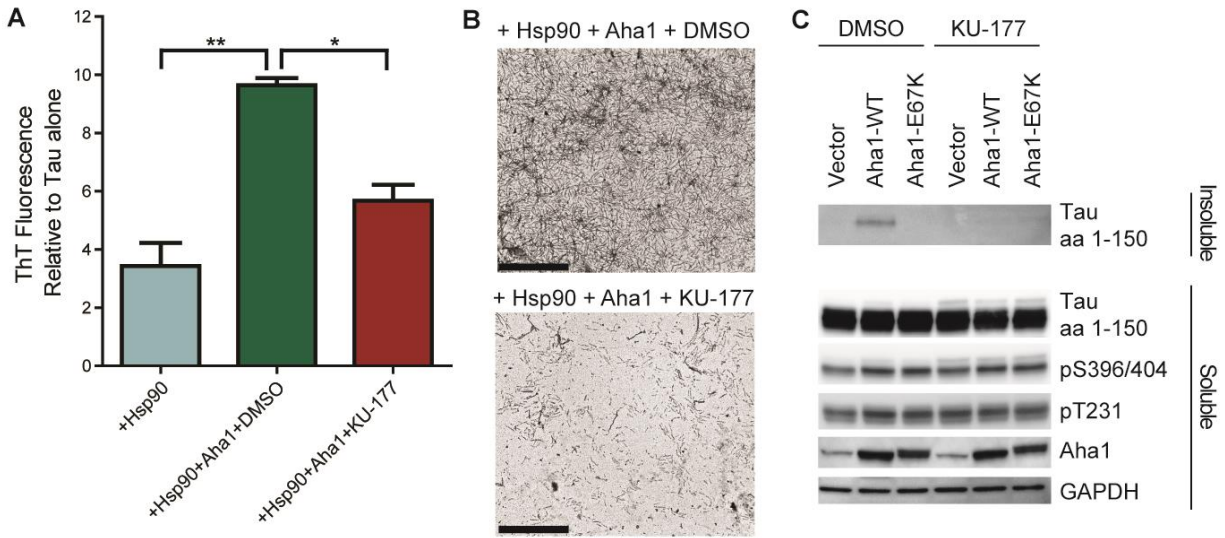 A
ThT Fluorescence
Relative to Tau alone
12
10
8
6
4
2
0
**
*
+Hsp90
+Hsp90+Aha1+DMSO
+Hsp90+Aha1+KU-177
B
+ Hsp90 + Aha1 + DMSO
+ Hsp90 + Aha1 + KU-177
C
DMSO
KU-177
Vector
Aha1-WT
Aha1-E67K
Vector
Aha1-WT
Aha1-E67K
Tau
aa 1-150
Insoluble
Tau
aa 1-150
pS396/404
pT231
Aha1
GAPDH
Soluble